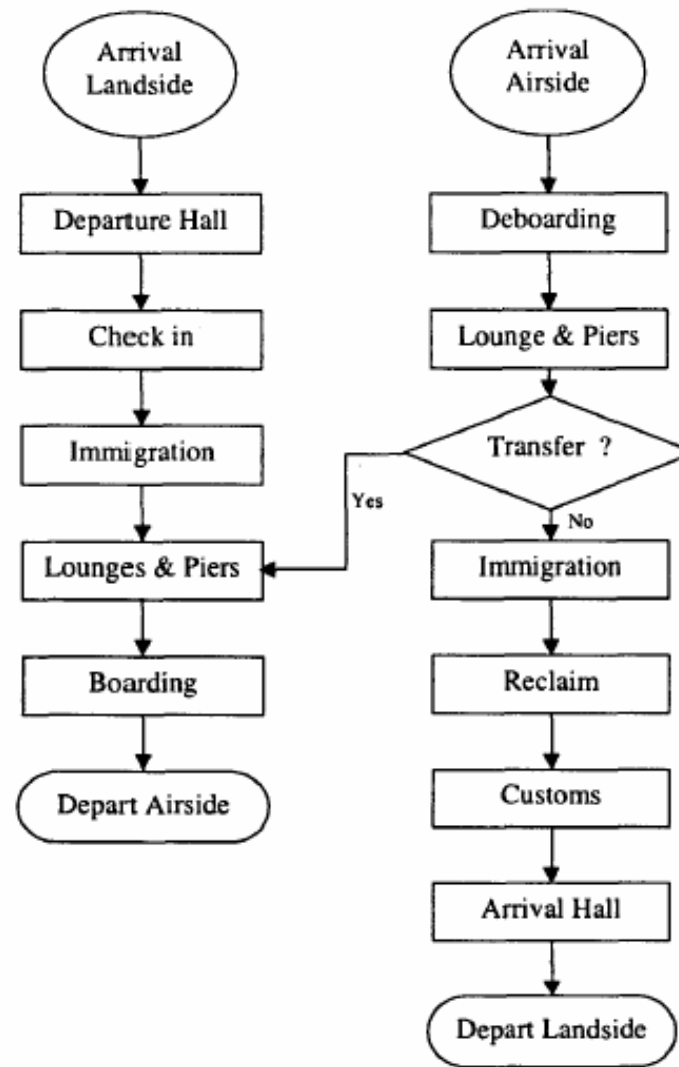 Arrival
Landside
Departure Hall
Check in
Immigration
Lounges & Piers
Boarding
Depart Airside
Arrival
Airside
Deboarding
Lounge & Piers
Transfer ?
Yes
No
Immigration
Reclaim
Customs
Arrival Hall
Depart Landside